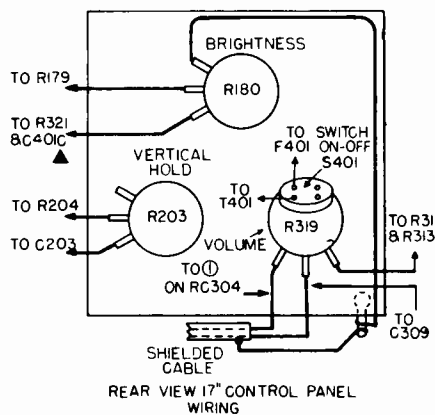 BRIGHTNESS
TO R179
R180
TO R321
&C401C
VERTICAL
HOLD
TO
F401
SWITCH
ON-OFF
S401
TO
T401
TO R204
R203
R319
VOLUME
TO R31
& R313
TO C203
TO ①
ON RC304
TO
C309
SHIELDED
CABLE
REAR VIEW 17" CONTROL PANEL
WIRING